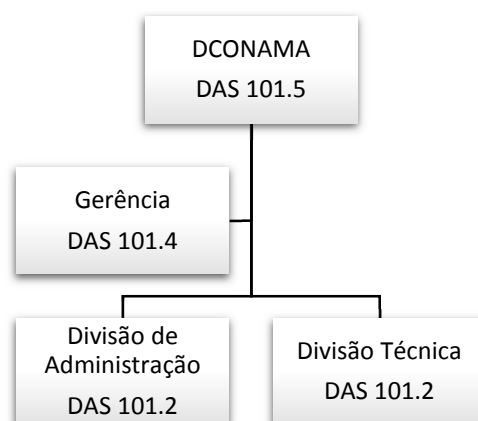 DCONAMA
DAS 101.5
Gerência
DAS 101.4
Divisão de
Administração
DAS 101.2
Divisão Técnica
DAS 101.2